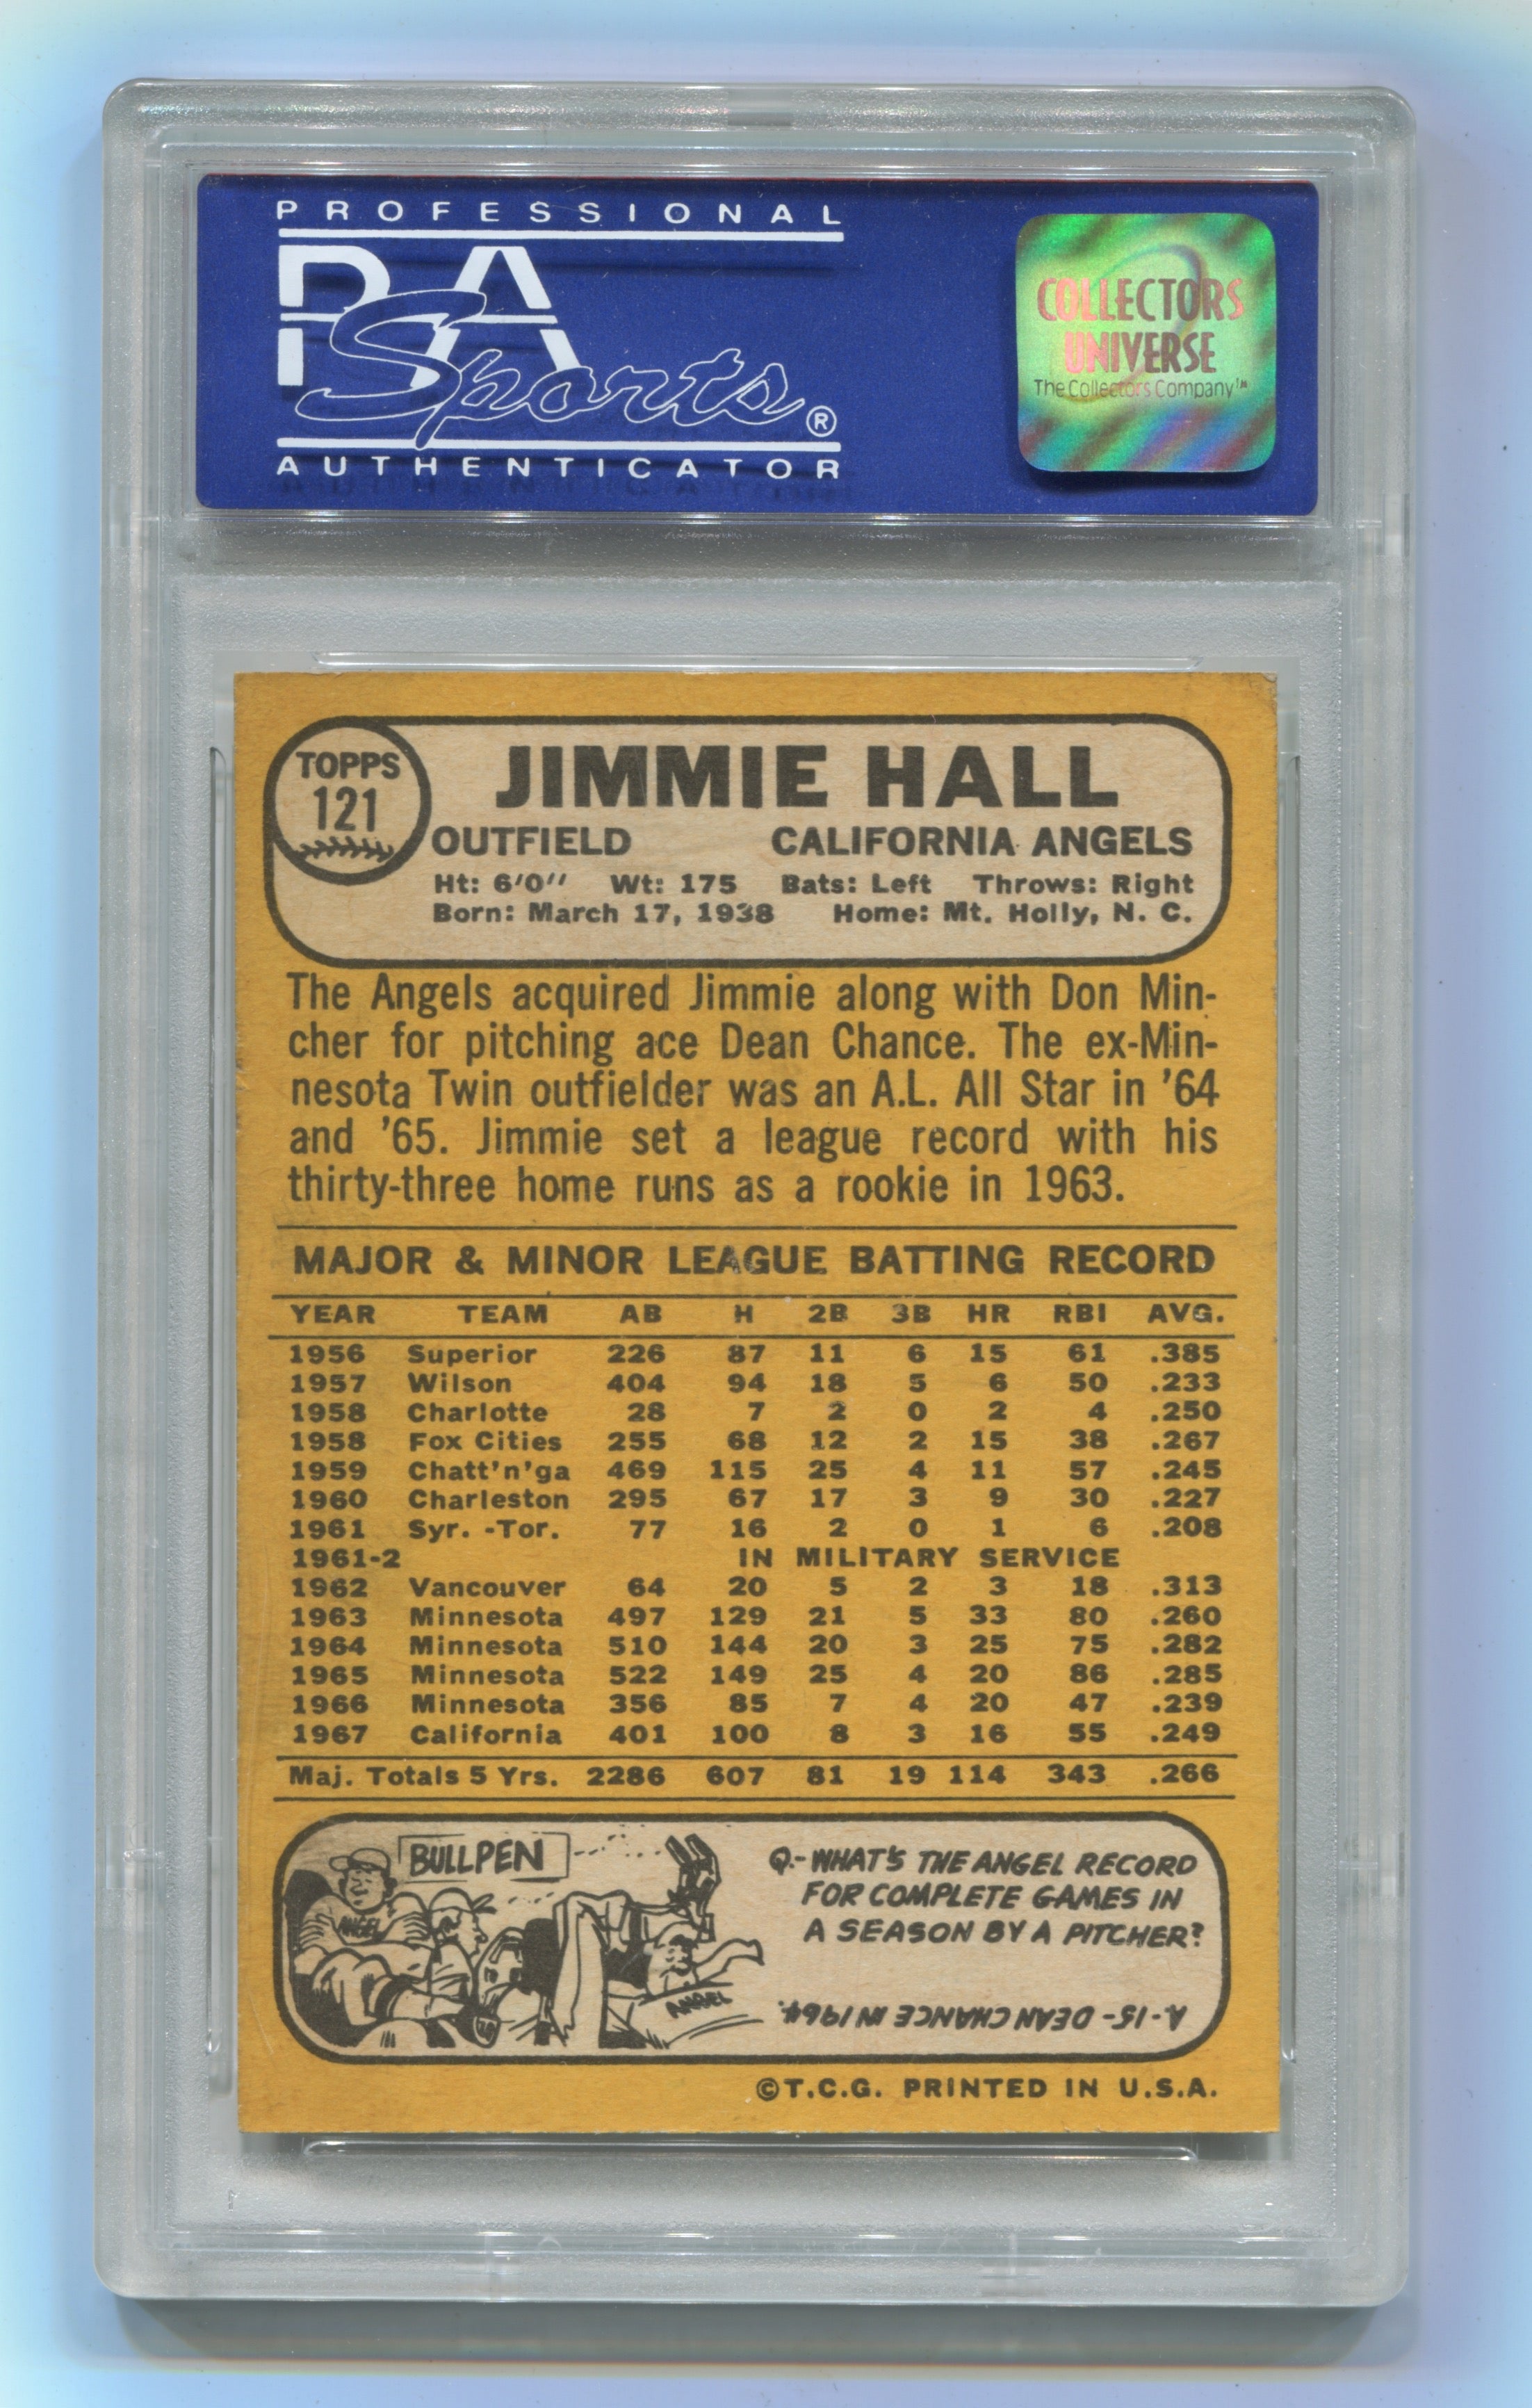 PROFESSIONAL
PSA
Sports®
AUTHENTICATOR
COLLECTORS
UNIVERSE
The Collectors Company™
TOPPS
121
JIMMIE HALL
OUTFIELD CALIFORNIA ANGELS
Ht: 6'0'' Wt: 175 Bats: Left Throws: Right
Born: March 17, 1938 Home: Mt. Holly, N. C.
The Angels acquired Jimmie along with Don Min-
cher for pitching ace Dean Chance. The ex-Min-
nesota Twin outfielder was an A.L. All Star in '64
and '65. Jimmie set a league record with his
thirty-three home runs as a rookie in 1963.
MAJOR & MINOR LEAGUE BATTING RECORD
YEAR TEAM AB H 2B 3B HR RBI AVG.
1956 Superior 226 87 11 6 15 61 .385
1957 Wilson 404 94 18 5 6 50 .233
1958 Charlotte 28 7 2 0 2 4 .250
1958 Fox Cities 255 68 12 2 15 38 .267
1959 Chatt'n'ga 469 115 25 4 11 57 .245
1960 Charleston 295 67 17 3 9 30 .227
1961 Syr. -Tor. 77 16 2 0 1 6 .208
1961-2 IN MILITARY SERVICE
1962 Vancouver 64 20 5 2 3 18 .313
1963 Minnesota 497 129 21 5 33 80 .260
1964 Minnesota 510 144 20 3 25 75 .282
1965 Minnesota 522 149 25 4 20 86 .285
1966 Minnesota 356 85 7 4 20 47 .239
1967 California 401 100 8 3 16 55 .249
Maj. Totals 5 Yrs. 2286 607 81 19 114 343 .266
BULLPEN
ANGEL
ANGEL
Q.- WHAT'S THE ANGEL RECORD
FOR COMPLETE GAMES IN
A SEASON BY A PITCHER?
A-15- DEAN CHANCE IN 1964.
©T.C.G. PRINTED IN U.S.A.